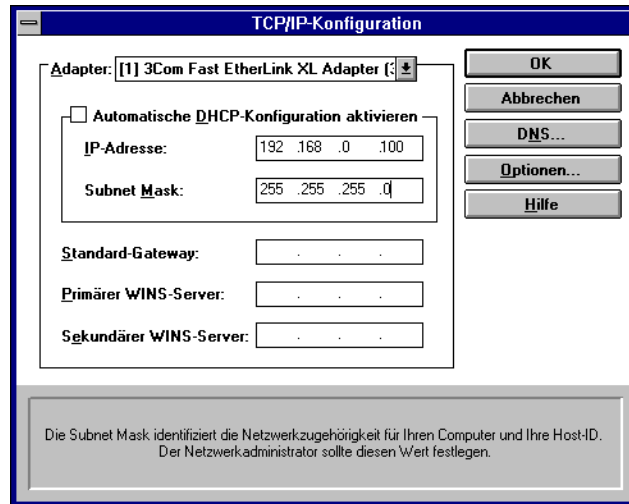 TCP/IP-Konfiguration
Adapter: [1] 3Com Fast EtherLink XL Adapter (3
Automatische DHCP-Konfiguration aktivieren
IP-Adresse: 192 .168 .0 .100
Subnet Mask: 255 .255 .255 .0
Standard-Gateway: . . .
Primärer WINS-Server: . . .
Sekundärer WINS-Server: . . .
OK
Abbrechen
DNS...
Optionen...
Hilfe
Die Subnet Mask identifiziert die Netzwerkzugehörigkeit für Ihren Computer und Ihre Host-ID.
Der Netzwerkadministrator sollte diesen Wert festlegen.